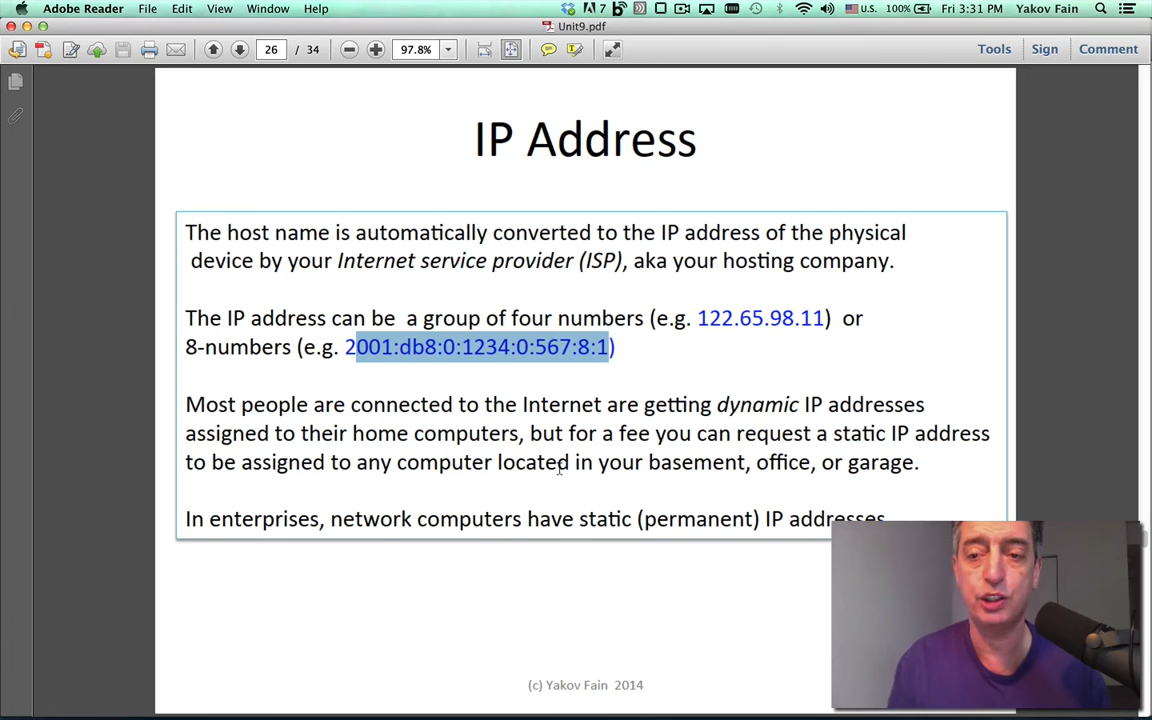 Adobe Reader File Edit View Window Help 7 U.S. 100% Fri 3:31 PM Yakov Fain
Unit9.pdf
26 / 34 97.8% Tools Sign Comment
IP Address
The host name is automatically converted to the IP address of the physical
device by your Internet service provider (ISP), aka your hosting company.
The IP address can be a group of four numbers (e.g. 122.65.98.11) or
8-numbers (e.g. 2001:db8:0:1234:0:567:8:1)
Most people are connected to the Internet are getting dynamic IP addresses
assigned to their home computers, but for a fee you can request a static IP address
to be assigned to any computer located in your basement, office, or garage.
In enterprises, network computers have static (permanent) IP addresses
(c) Yakov Fain 2014